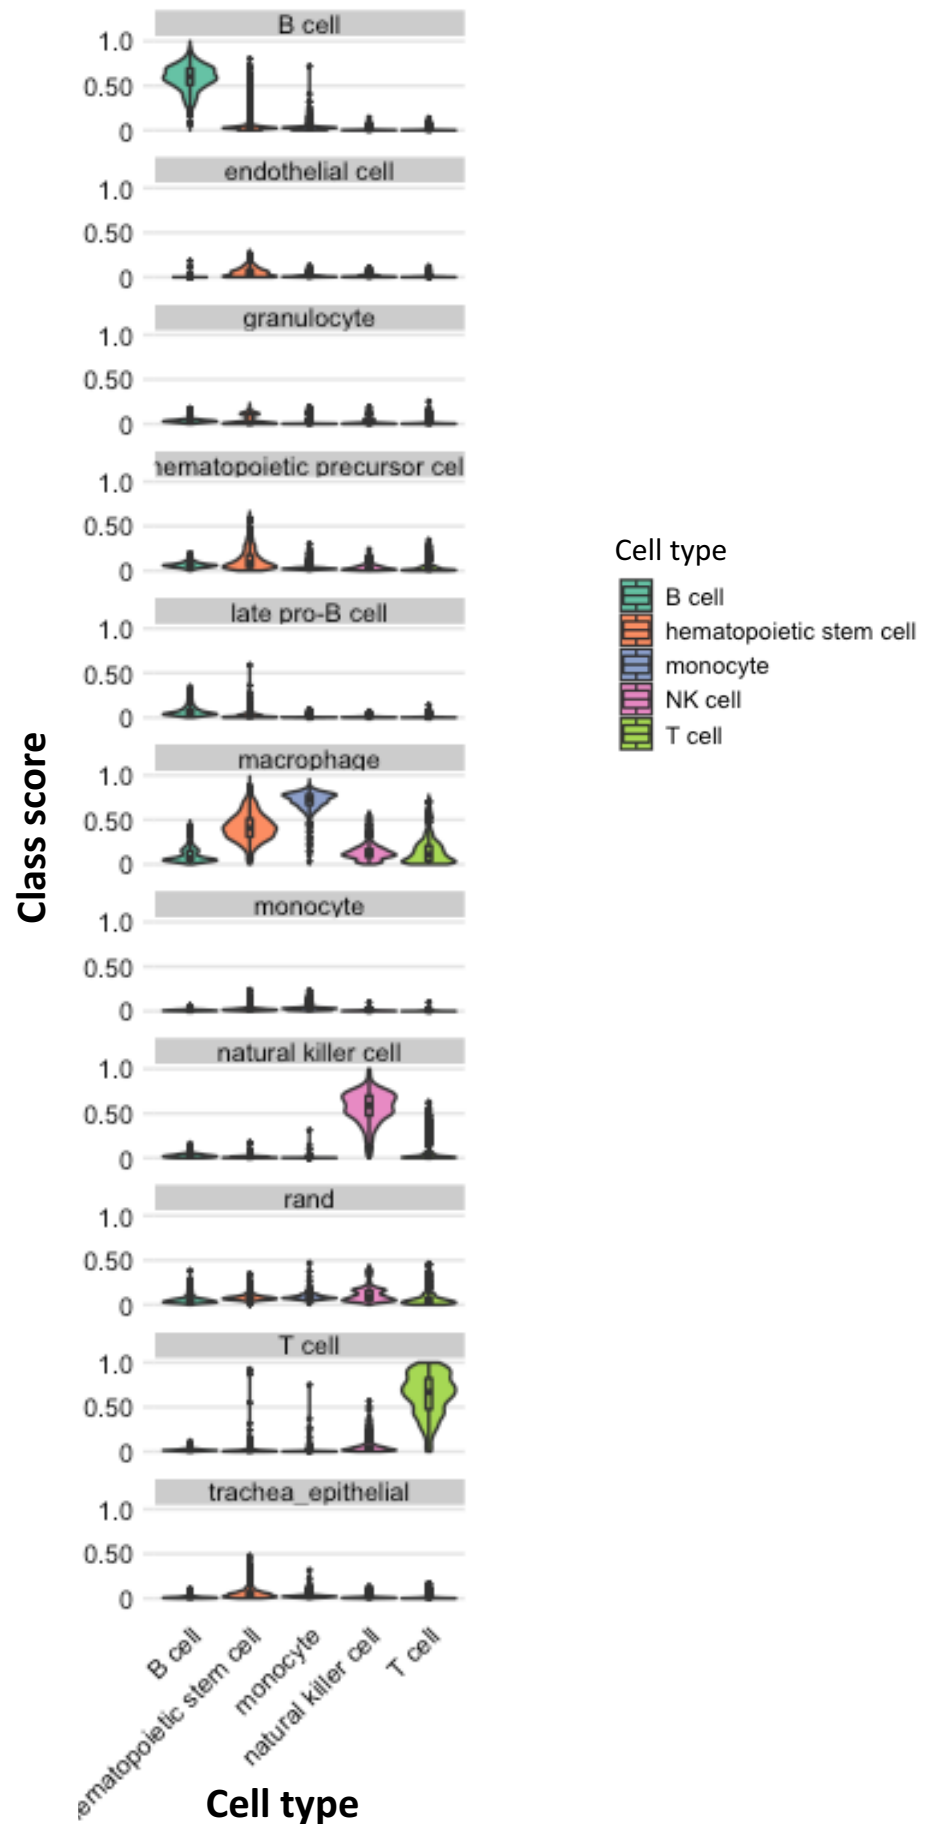 B cell
1.0
0.50
0
endothelial cell
1.0
0.50
0
granulocyte
1.0
0.50
0
hematopoietic precursor cel
1.0
0.50
0
late pro-B cell
1.0
0.50
0
macrophage
1.0
0.50
0
monocyte
1.0
0.50
0
natural killer cell
1.0
0.50
0
rand
1.0
0.50
0
T cell
1.0
0.50
0
trachea_epithelial
1.0
0.50
0
B cell
ematopoietic stem cell
monocyte
natural killer cell
T cell
Cell type
Class score
Cell type
B cell
hematopoietic stem cell
monocyte
NK cell
T cell